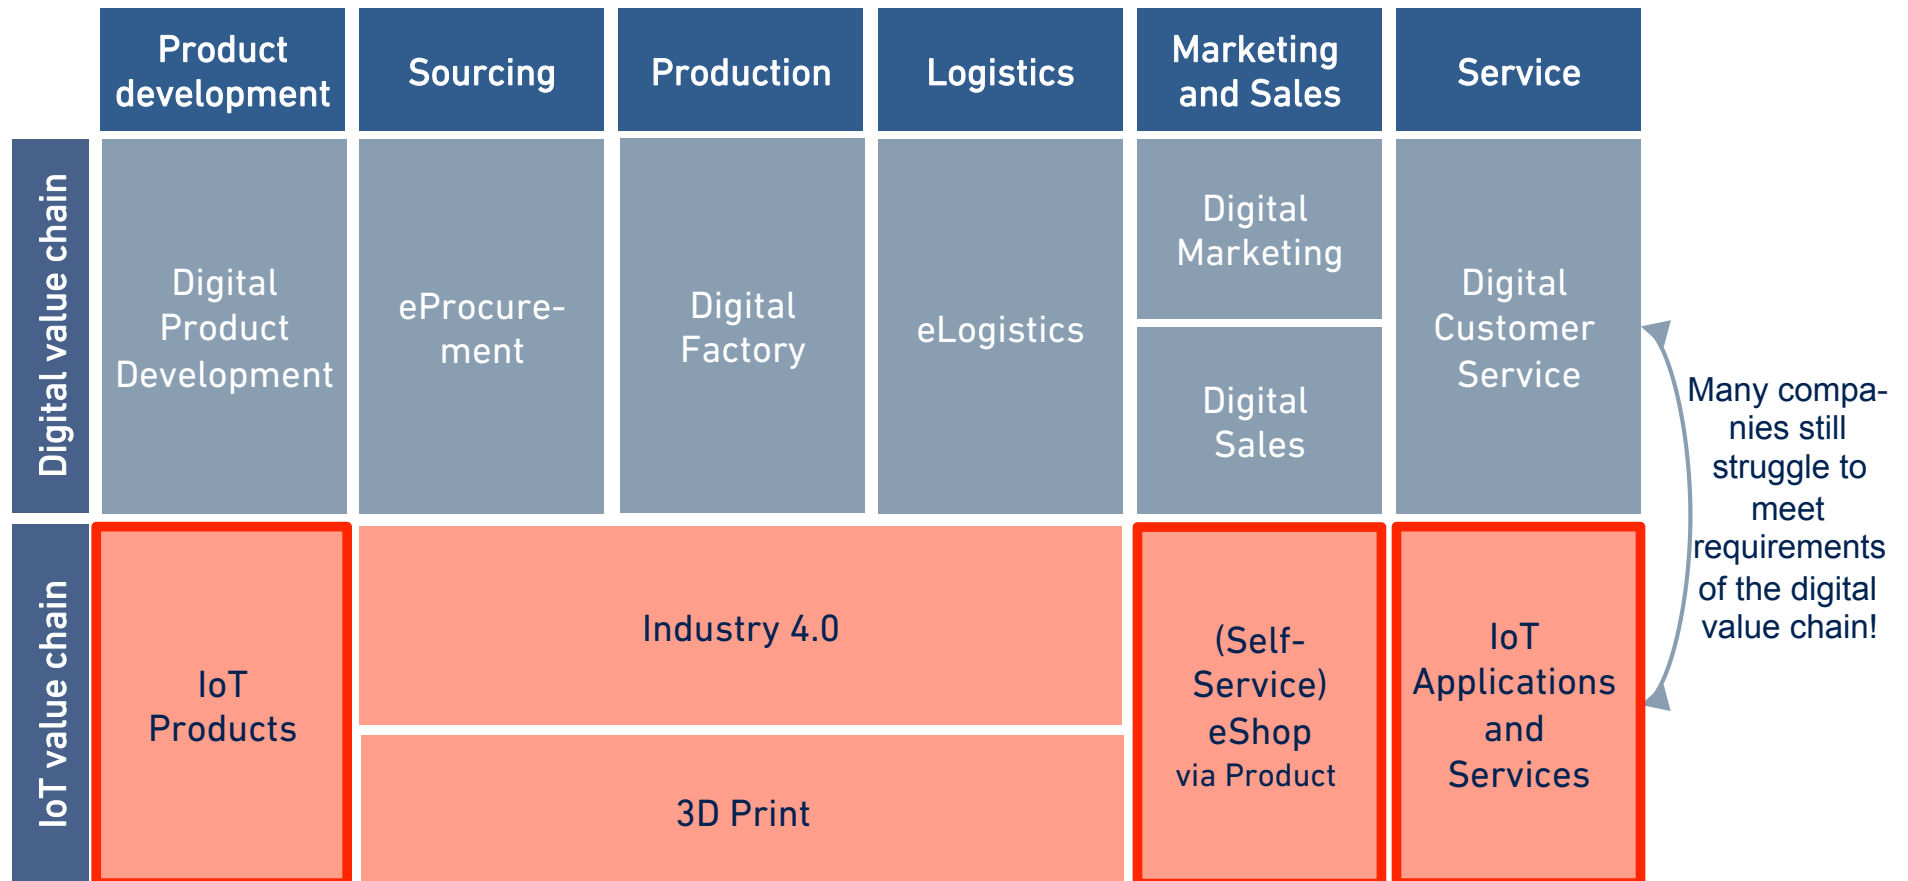 Product
development
Sourcing
Production
Logistics
Marketing
and Sales
Service
Digital value chain
Digital
Product
Development
eProcure-
ment
Digital
Factory
eLogistics
Digital
Marketing
Digital
Sales
Digital
Customer
Service
Many compa-
nies still
struggle to
meet
requirements
of the digital
value chain!
IoT value chain
IoT
Products
Industry 4.0
3D Print
(Self-
Service)
eShop
via Product
IoT
Applications
and
Services